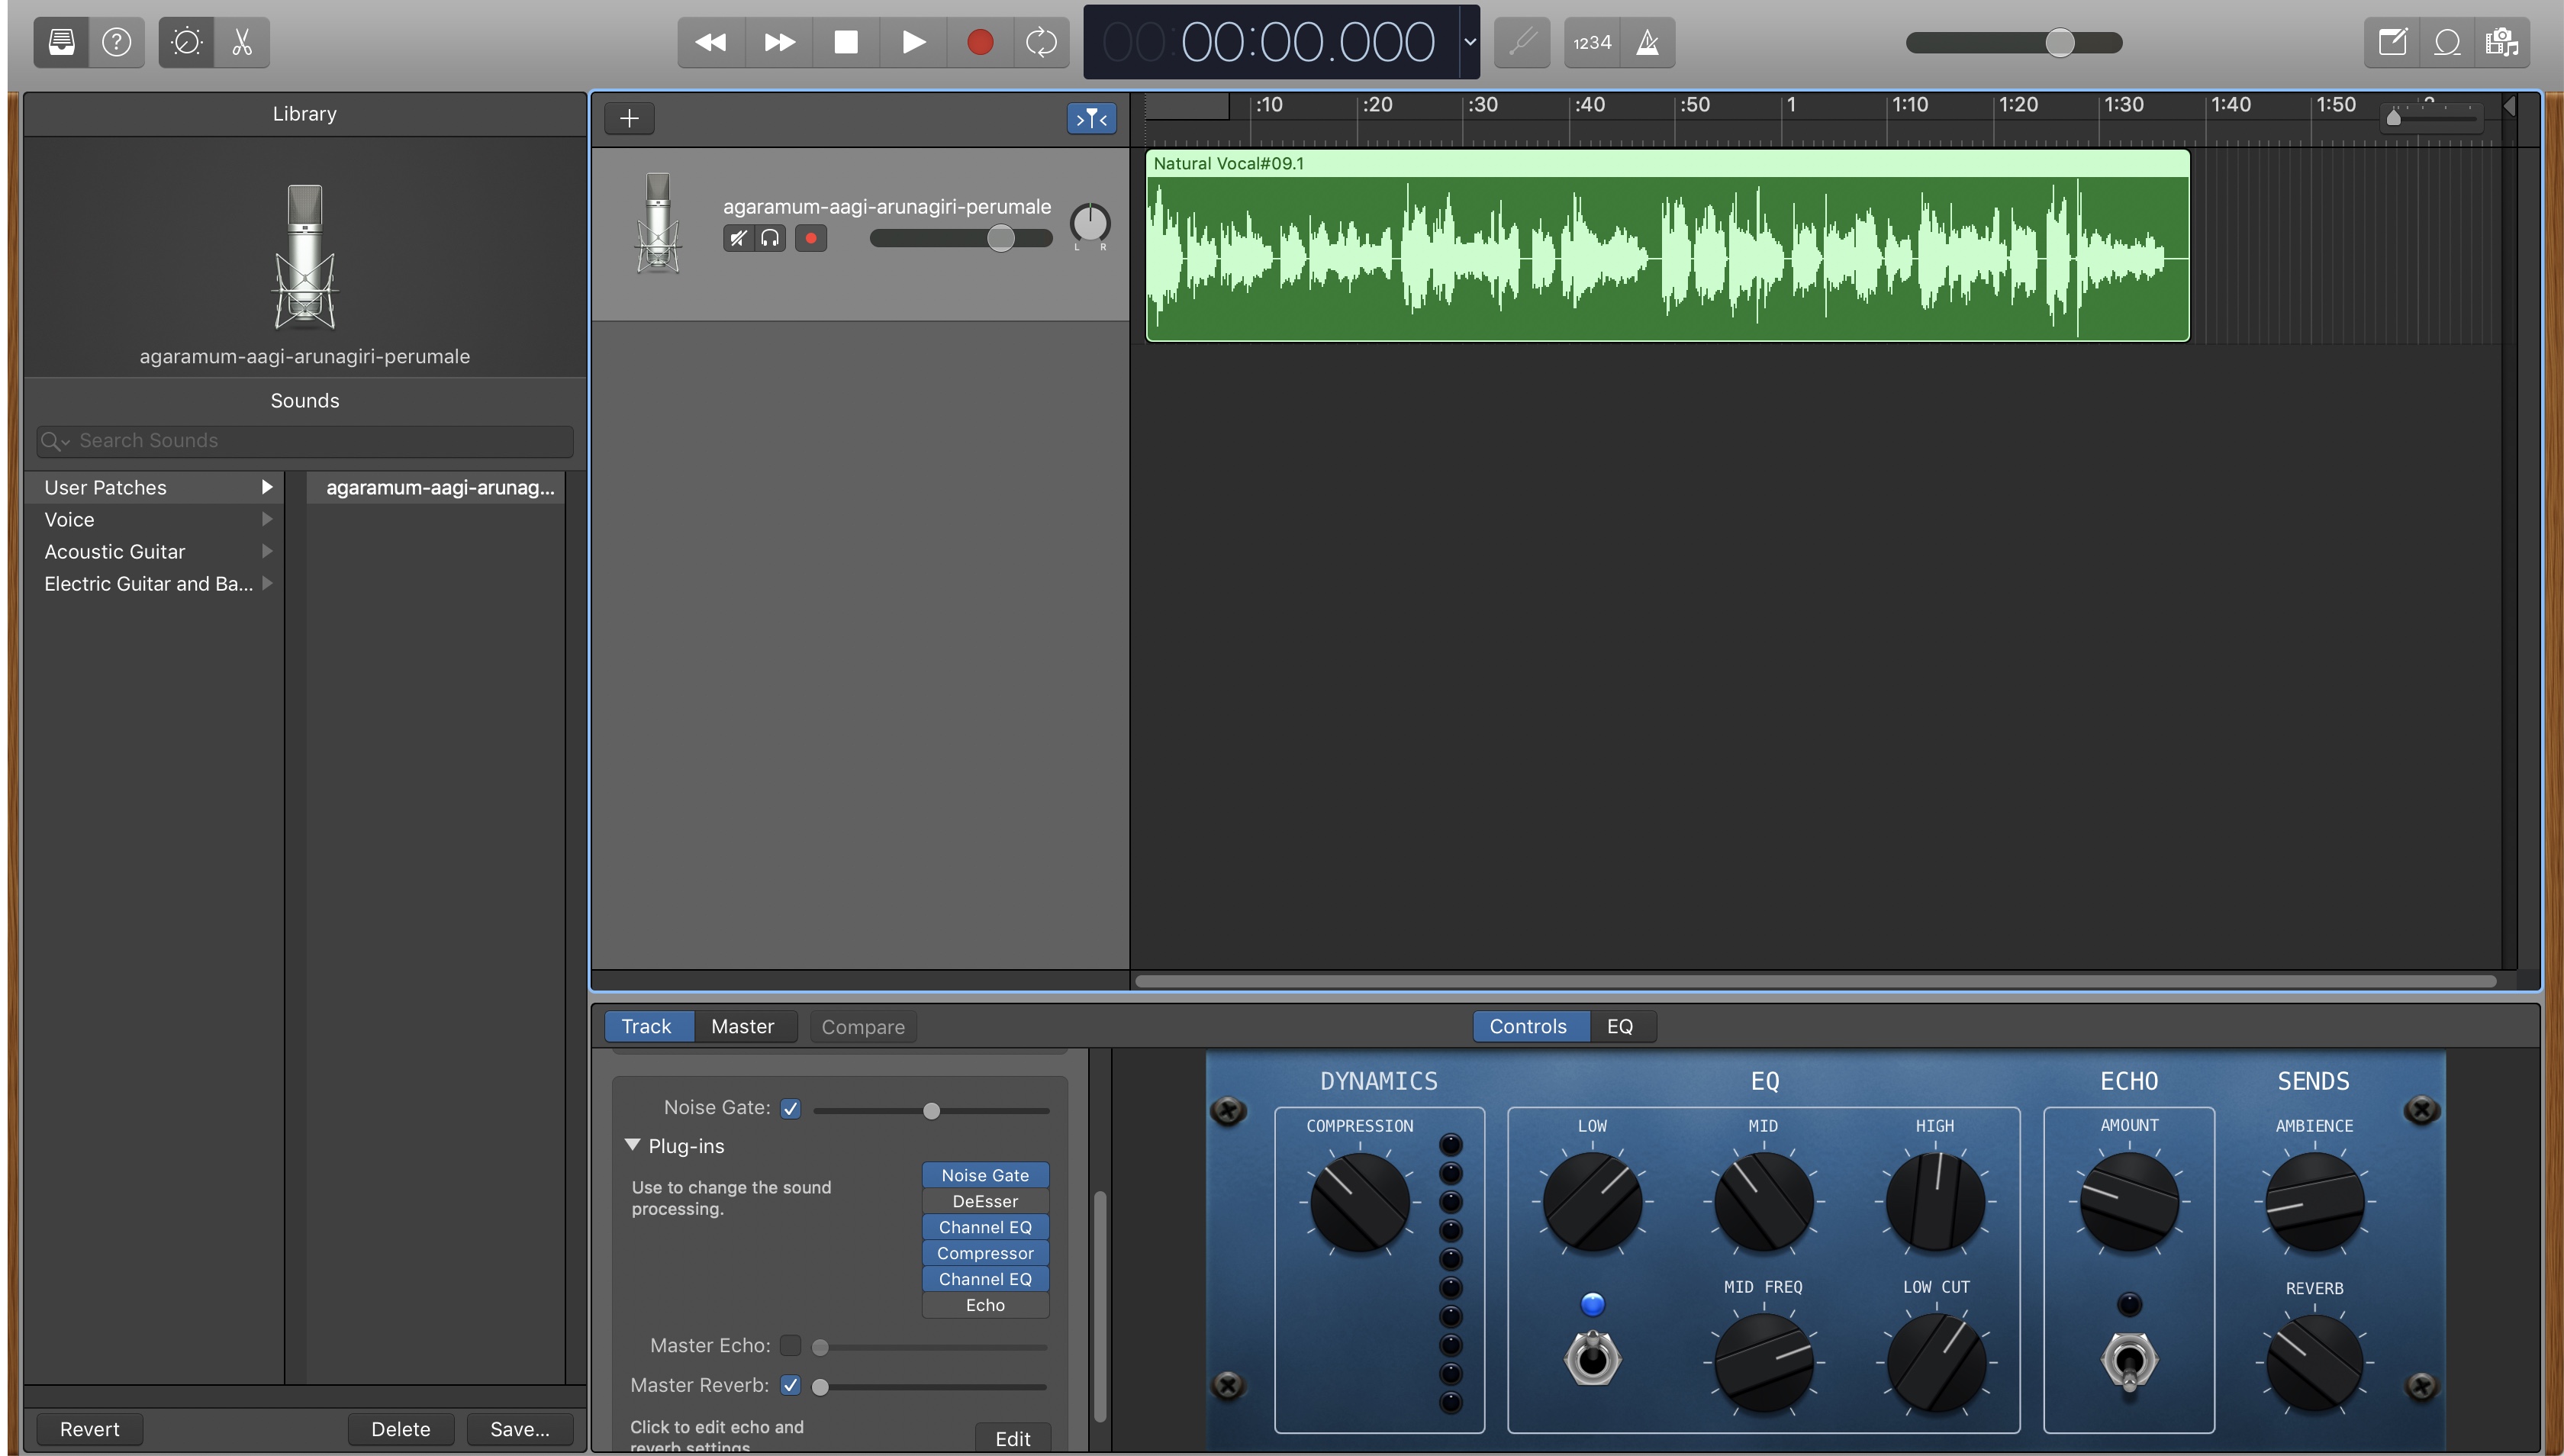 00:00:00.000
1234
Library
agaramum-aagi-arunagiri-perumale
Sounds
Search Sounds
User Patches
agaramum-aagi-arunag...
Voice
Acoustic Guitar
Electric Guitar and Ba...
Revert
Delete
Save...
agaramum-aagi-arunagiri-perumale
L R
:10 :20 :30 :40 :50 1 1:10 1:20 1:30 1:40 1:50
Natural Vocal#09.1
Track
Master
Compare
Controls
EQ
Noise Gate:
Plug-ins
Use to change the sound
processing.
Noise Gate
DeEsser
Channel EQ
Compressor
Channel EQ
Echo
Master Echo:
Master Reverb:
Click to edit echo and
reverb settings
Edit
DYNAMICS
COMPRESSION
EQ
LOW
MID
HIGH
MID FREQ
LOW CUT
ECHO
AMOUNT
SENDS
AMBIENCE
REVERB